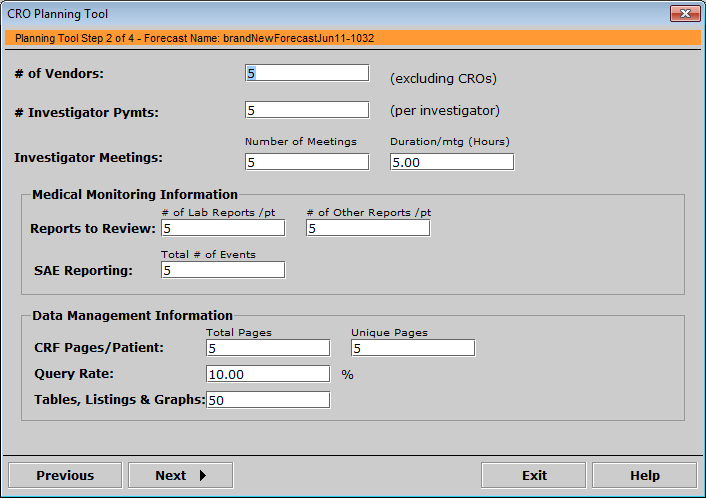 CRO Planning Tool
Planning Tool Step 2 of 4 - Forecast Name: brandNewForecastJun11-1032
# of Vendors: 5 (excluding CROs)
# Investigator Pymts: 5 (per investigator)
Number of Meetings Duration/mtg (Hours)
Investigator Meetings: 5 5.00
Medical Monitoring Information
# of Lab Reports /pt # of Other Reports /pt
Reports to Review: 5 5
Total # of Events
SAE Reporting: 5
Data Management Information
Total Pages Unique Pages
CRF Pages/Patient: 5 5
Query Rate: 10.00 %
Tables, Listings & Graphs: 50
Previous Next Exit Help